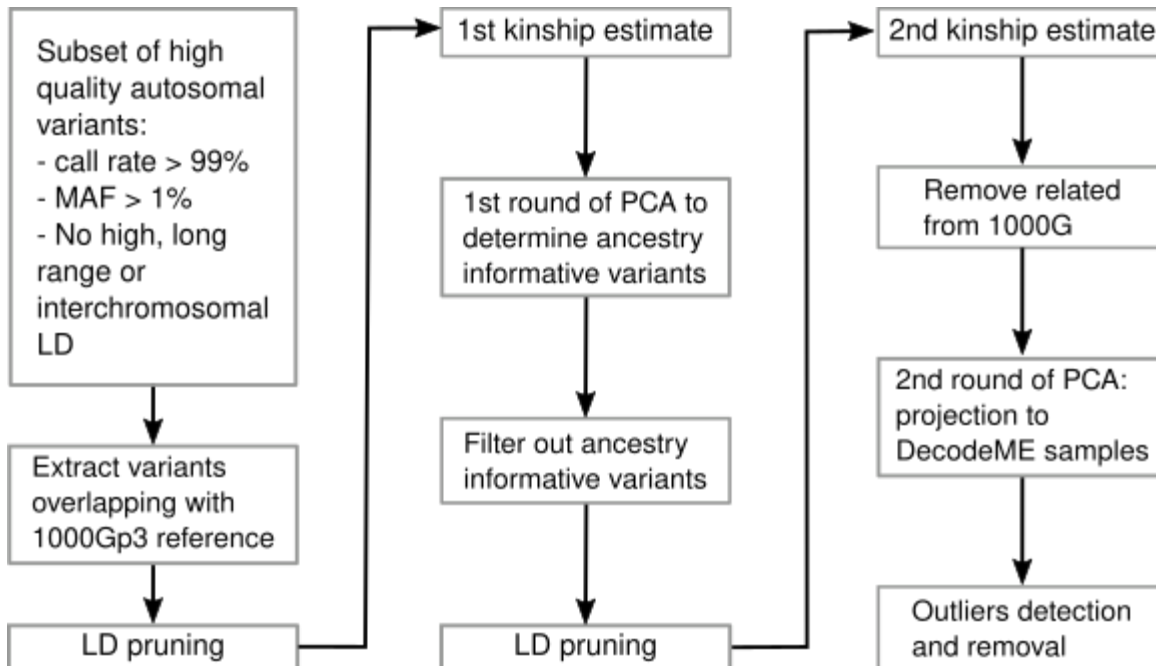 Subset of high
quality autosomal
variants:
- call rate > 99%
- MAF > 1%
- No high, long
range or
interchromosomal
LD
Extract variants
overlapping with
1000Gp3 reference
LD pruning
1st kinship estimate
1st round of PCA to
determine ancestry
informative variants
Filter out ancestry
informative variants
LD pruning
2nd kinship estimate
Remove related
from 1000G
2nd round of PCA:
projection to
DecodeME samples
Outliers detection
and removal